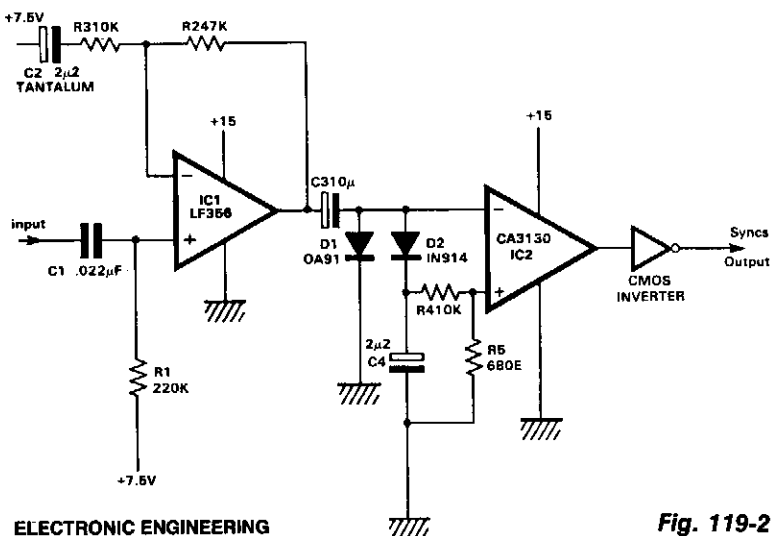 +7.5V
R310K
R247K
C2 2µ2
TANTALUM
+15
−
IC1
LF356
+
input
C1 .022µF
R1
220K
+7.5V
C310µ
D1
OA91
D2
IN914
R410K
2µ2
C4
R5
680E
+15
−
CA3130
IC2
+
CMOS
INVERTER
Syncs
Output
ELECTRONIC ENGINEERING
Fig. 119-2